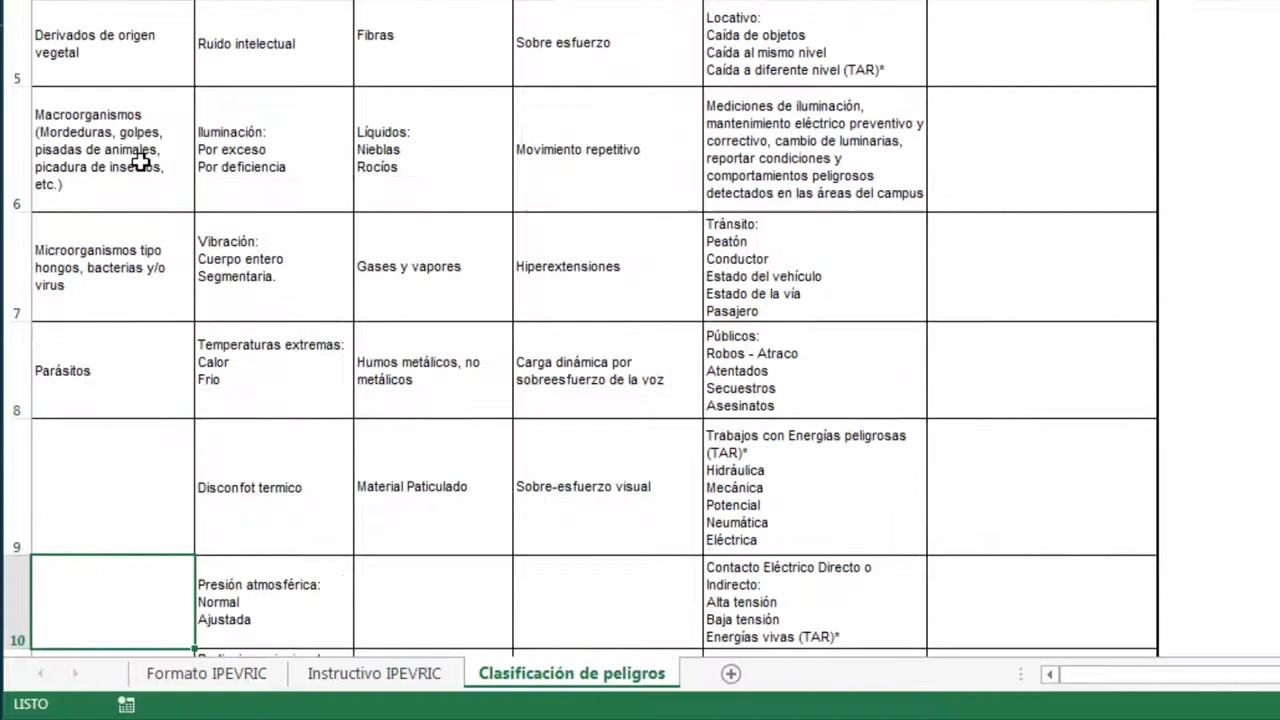 Derivados de origen
vegetal
Ruido intelectual
Fibras
Sobre esfuerzo
Locativo:
Caída de objetos
Caída al mismo nivel
Caída a diferente nivel (TAR)*
5
Macroorganismos
(Mordeduras, golpes,
pisadas de animales,
picadura de insectos,
etc.)
Iluminación:
Por exceso
Por deficiencia
Líquidos:
Nieblas
Rocíos
Movimiento repetitivo
Mediciones de iluminación,
mantenimiento eléctrico preventivo y
correctivo, cambio de luminarias,
reportar condiciones y
comportamientos peligrosos
detectados en las áreas del campus
6
Microorganismos tipo
hongos, bacterias y/o
virus
Vibración:
Cuerpo entero
Segmentaria.
Gases y vapores
Hiperextensiones
Tránsito:
Peatón
Conductor
Estado del vehículo
Estado de la vía
Pasajero
7
Parásitos
Temperaturas extremas:
Calor
Frio
Humos metálicos, no
metálicos
Carga dinámica por
sobreesfuerzo de la voz
Públicos:
Robos - Atraco
Atentados
Secuestros
Asesinatos
8
Disconfot termico
Material Paticulado
Sobre-esfuerzo visual
Trabajos con Energías peligrosas
(TAR)*
Hidráulica
Mecánica
Potencial
Neumática
Eléctrica
9
Presión atmosférica:
Normal
Ajustada
Contacto Eléctrico Directo o
Indirecto:
Alta tensión
Baja tensión
Energías vivas (TAR)*
10
Formato IPEVRIC
Instructivo IPEVRIC
Clasificación de peligros
LISTO